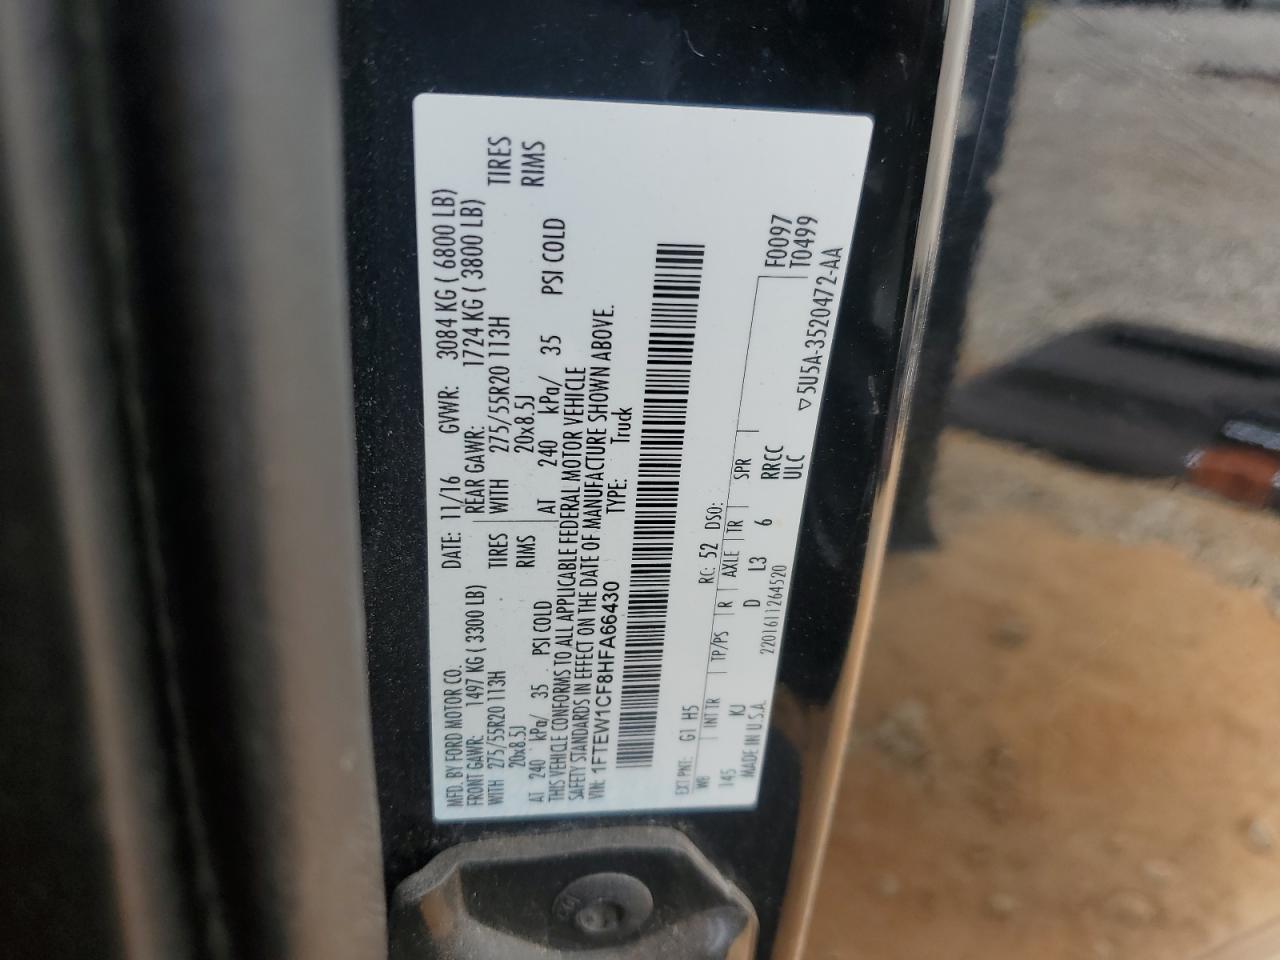 MFD. BY FORD MOTOR CO. DATE: 11/16 GVWR: 3084 KG ( 6800 LB)
FRONT GAWR: 1497 KG ( 3300 LB) REAR GAWR: 1724 KG ( 3800 LB)
WITH 275/55R20 113H TIRES WITH 275/55R20 113H TIRES
20x8.5J RIMS 20x8.5J RIMS
AT 240 kPa/ 35 PSI COLD AT 240 kPa/ 35 PSI COLD
THIS VEHICLE CONFORMS TO ALL APPLICABLE FEDERAL MOTOR VEHICLE
SAFETY STANDARDS IN EFFECT ON THE DATE OF MANUFACTURE SHOWN ABOVE.
VIN: 1FTEW1CF8HFA66430 TYPE: Truck
EXT PNT: G1 H5 RC: 52 DSO: F0097
WB INT TR TP/PS R AXLE TR SPR T0499
145 KJ D L3 6 RRCC
MADE IN U.S.A. 2201611264520 ULC ▽5U5A-3520472-AA